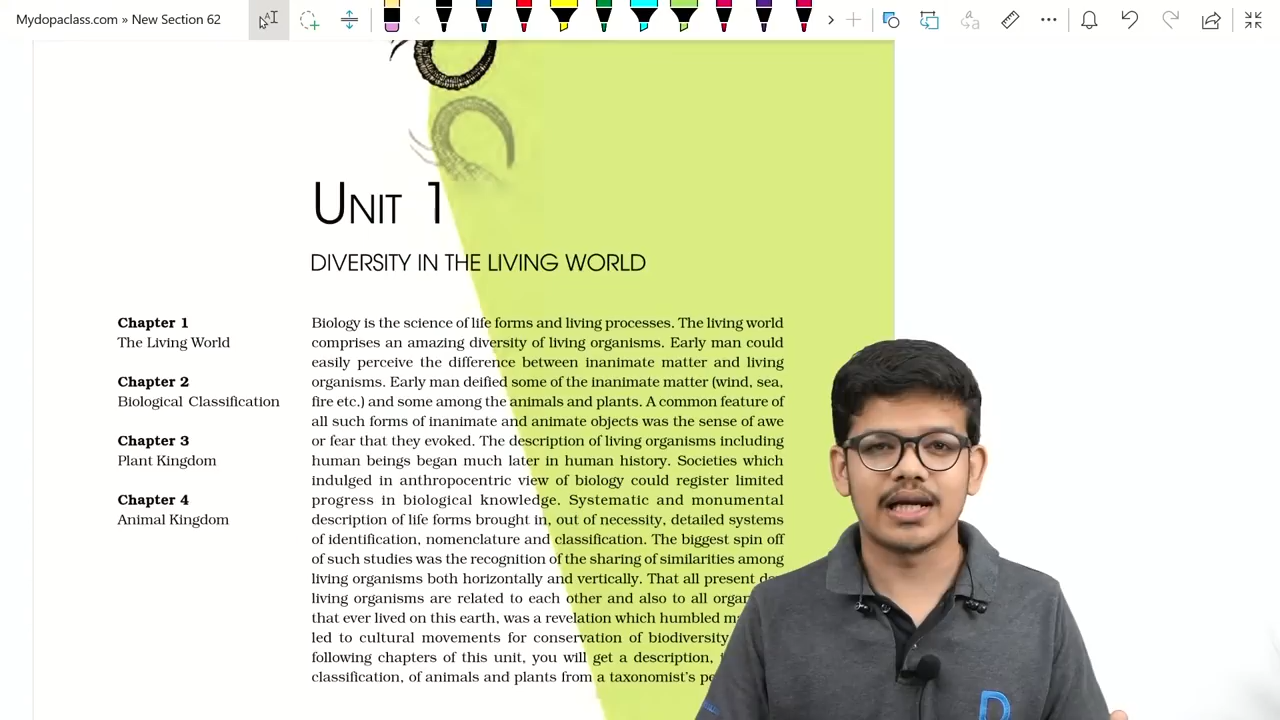 Mydopaclass.com » New Section 62
UNIT 1
DIVERSITY IN THE LIVING WORLD
Chapter 1
The Living World
Chapter 2
Biological Classification
Chapter 3
Plant Kingdom
Chapter 4
Animal Kingdom
Biology is the science of life forms and living processes. The living world
comprises an amazing diversity of living organisms. Early man could
easily perceive the difference between inanimate matter and living
organisms. Early man deified some of the inanimate matter (wind, sea,
fire etc.) and some among the animals and plants. A common feature of
all such forms of inanimate and animate objects was the sense of awe
or fear that they evoked. The description of living organisms including
human beings began much later in human history. Societies which
indulged in anthropocentric view of biology could register limited
progress in biological knowledge. Systematic and monumental
description of life forms brought in, out of necessity, detailed systems
of identification, nomenclature and classification. The biggest spin off
of such studies was the recognition of the sharing of similarities among
living organisms both horizontally and vertically. That all present
living organisms are related to each other and also to all
that ever lived on this earth, was a revelation which humbled
led to cultural movements for conservation of biodiversity
following chapters of this unit, you will get a description,
classification, of animals and plants from a taxonomist's
D